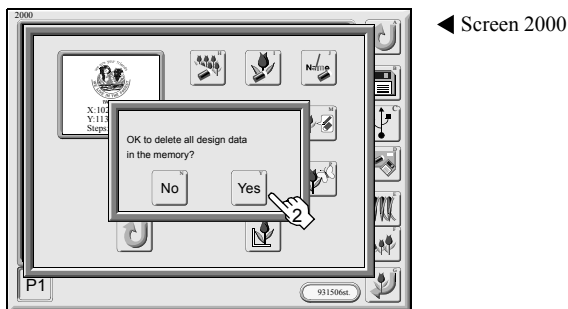 2000
◀ Screen 2000
A
H
I
J
Name
B
X:102
Y:113
Steps:
C
M
D
OK to delete all design data
in the memory?
N
No
Y
Yes
R
2
E
F
G
P1
931506st.